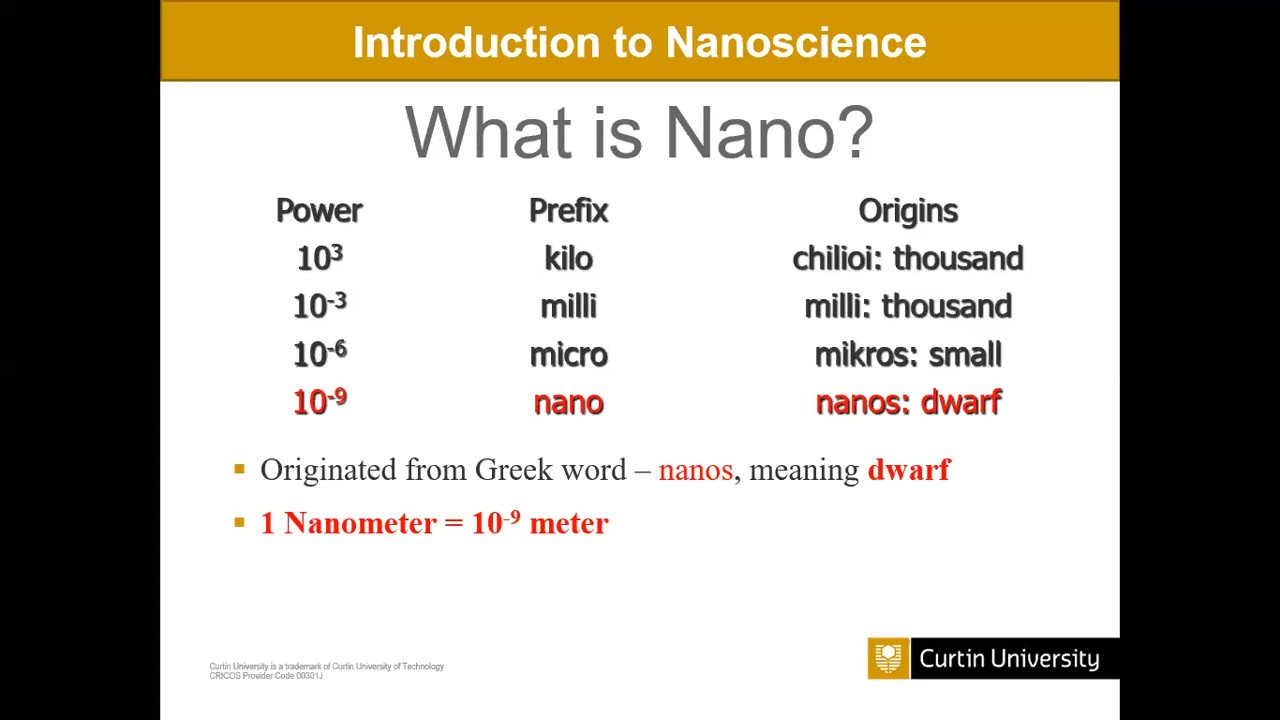 Introduction to Nanoscience
What is Nano?
Power Prefix Origins
10³ kilo chilioi: thousand
10⁻³ milli milli: thousand
10⁻⁶ micro mikros: small
10⁻⁹ nano nanos: dwarf
▪ Originated from Greek word – nanos, meaning dwarf
▪ 1 Nanometer = 10⁻⁹ meter
Curtin University is a trademark of Curtin University of Technology
CRICOS Provider Code 00301J
Curtin University